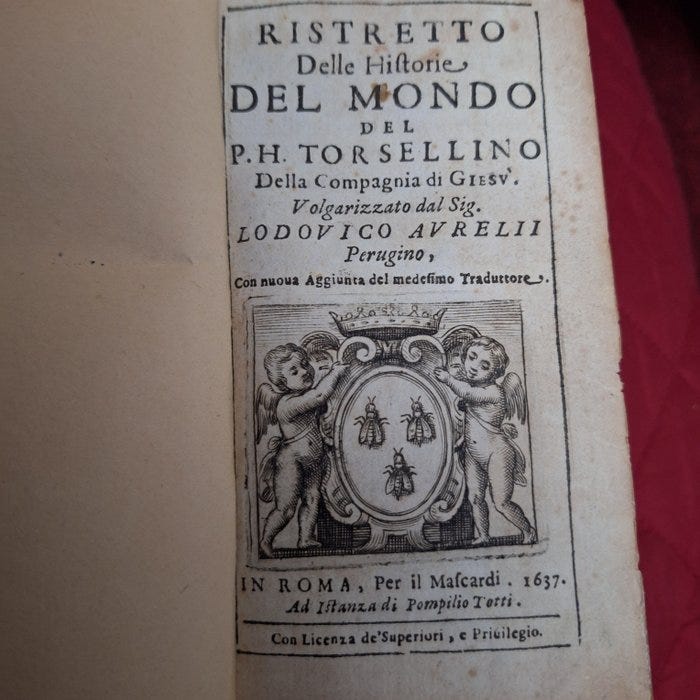 RISTRETTO
Delle Hiſtorie
DEL MONDO
DEL
P.H. TORSELLINO
Della Compagnia di GIESV̀.
Volgarizzato dal Sig.
LODOVICO AVRELII
Perugino,
Con nuoua Aggiunta del medeſimo Traduttore.
IN ROMA, Per il Maſcardi. 1637.
Ad Iſtanza di Pompilio Totti.
Con Licenza de'Superiori, e Priuilegio.